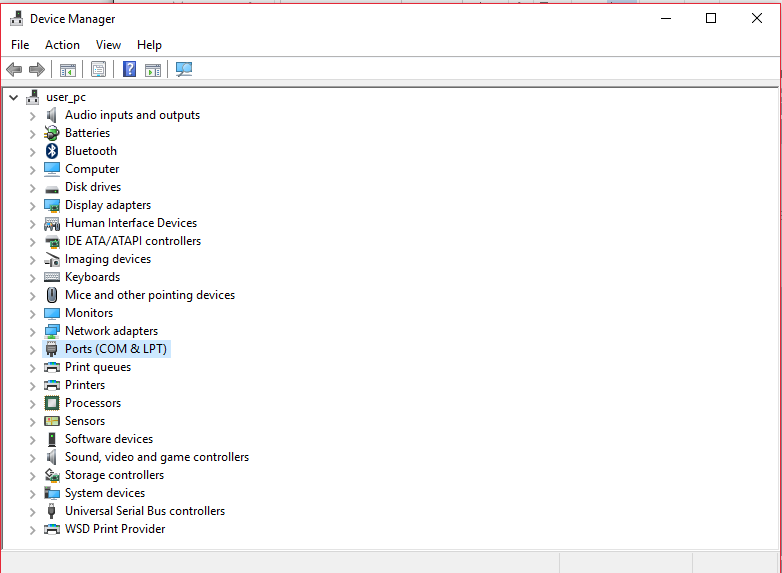 Device Manager
File Action View Help
user_pc
Audio inputs and outputs
Batteries
Bluetooth
Computer
Disk drives
Display adapters
Human Interface Devices
IDE ATA/ATAPI controllers
Imaging devices
Keyboards
Mice and other pointing devices
Monitors
Network adapters
Ports (COM & LPT)
Print queues
Printers
Processors
Sensors
Software devices
Sound, video and game controllers
Storage controllers
System devices
Universal Serial Bus controllers
WSD Print Provider